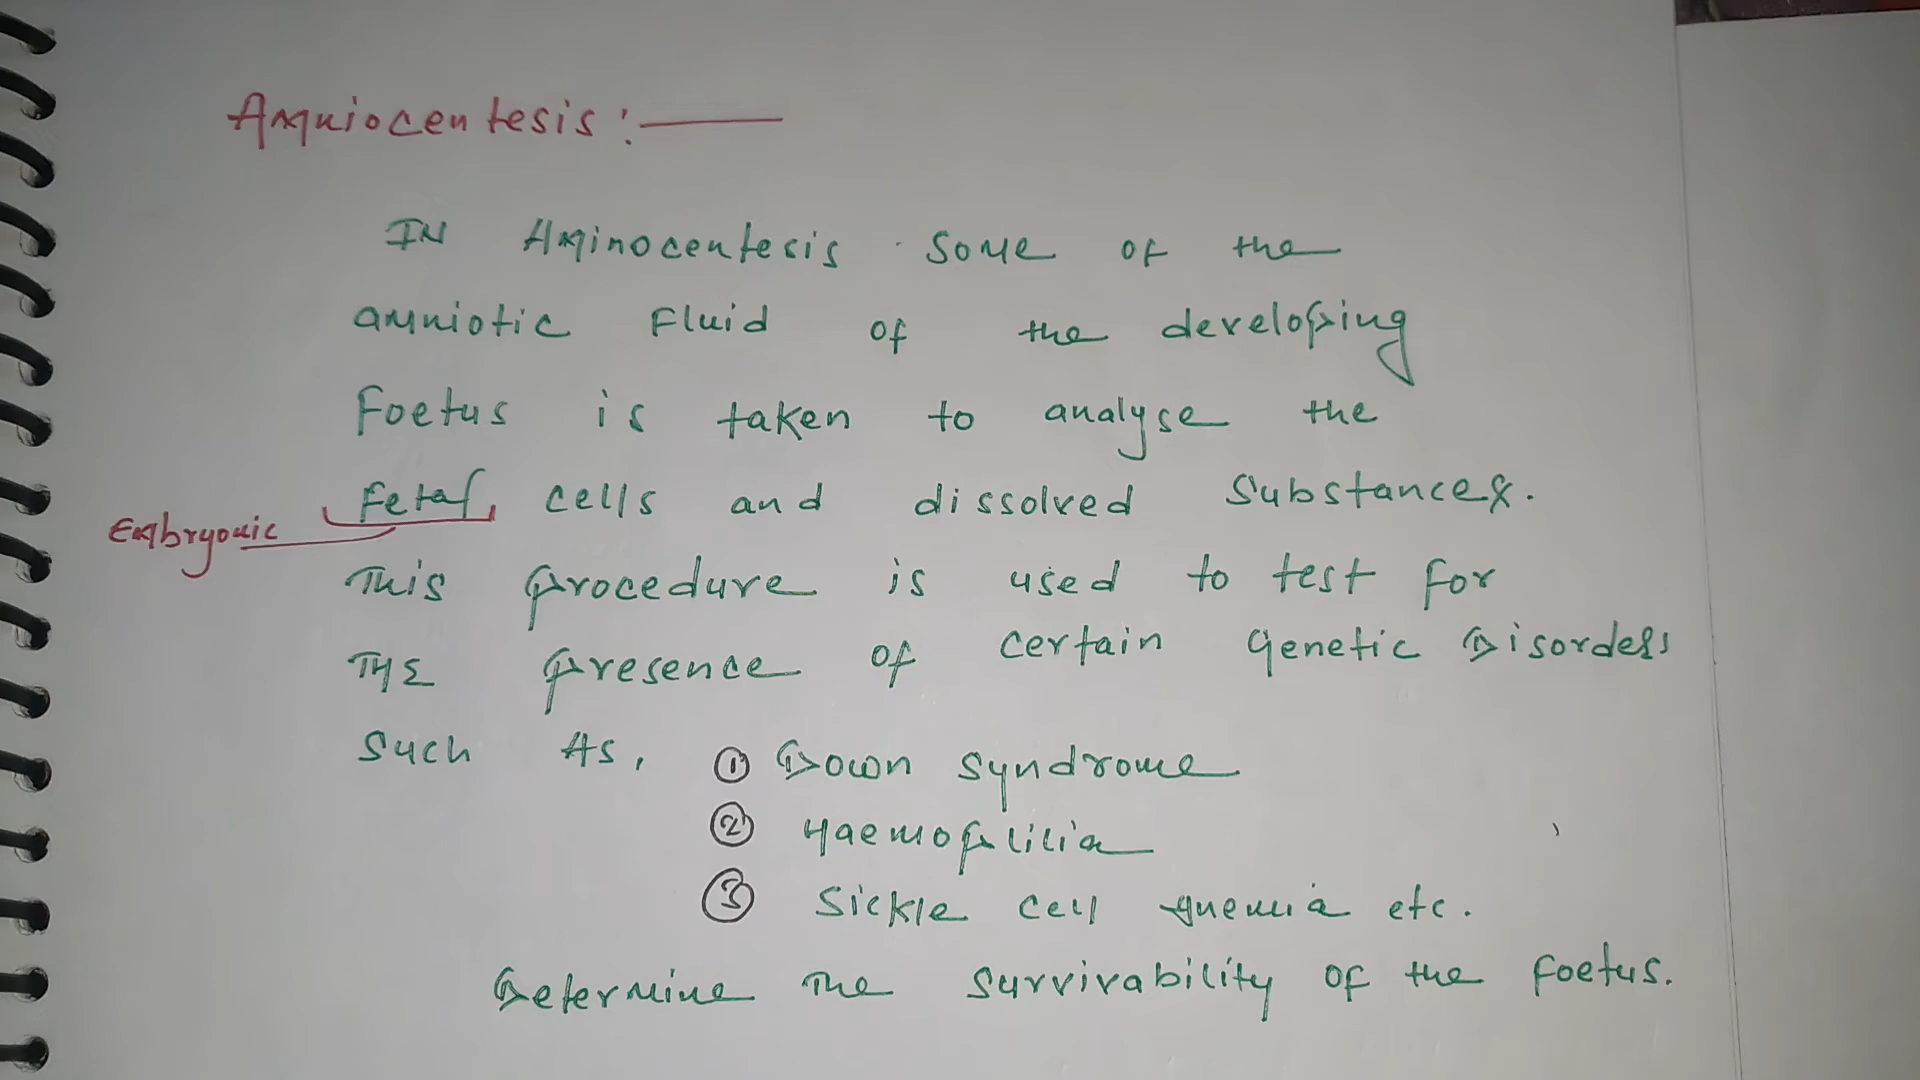 Amniocentesis :—
IN Aminocentesis some of the
amniotic Fluid of the developing
Foetus is taken to analyse the
Fetal cells and dissolved Substances.
Embryonic
This procedure is used to test for
THE presence of certain Genetic Disorders
Such As, ① Down syndrome
② Haemophilia
③ Sickle cell anemia etc.
Determine The Survivability of the foetus.